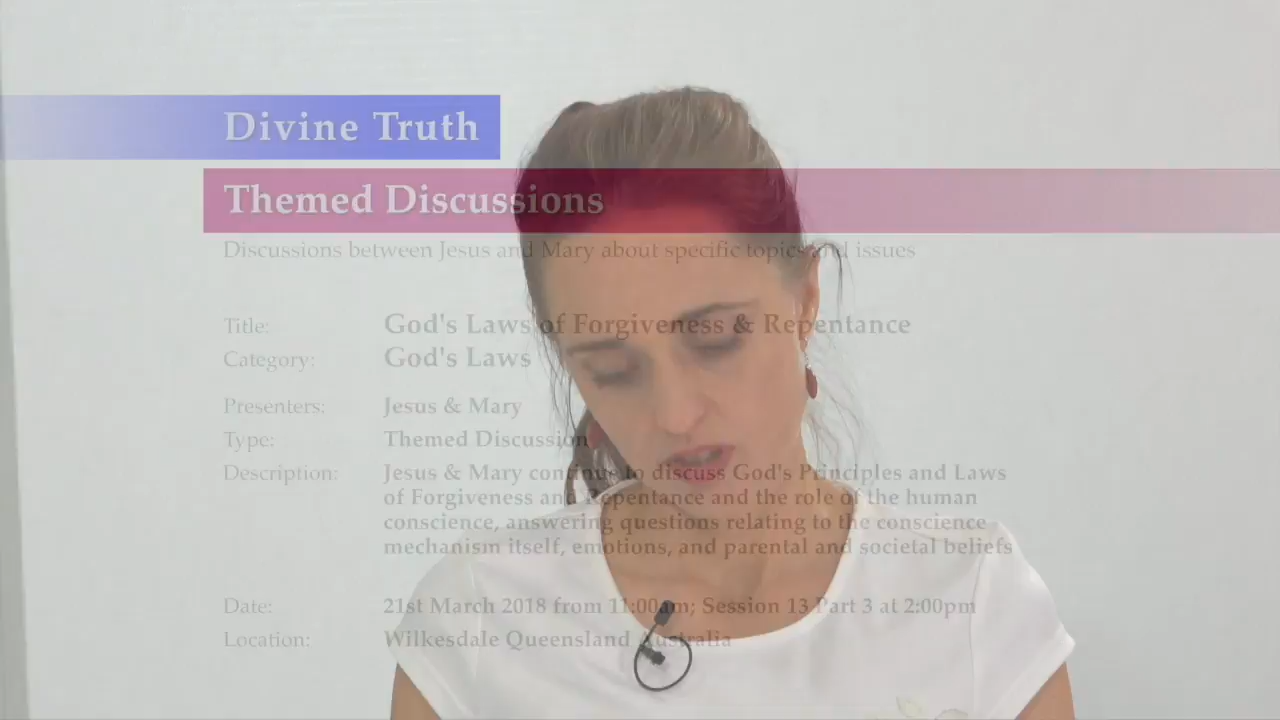 Divine Truth
Themed Discussions
Discussions between Jesus and Mary about specific topics and issues
Title: God's Laws of Forgiveness & Repentance
Category: God's Laws
Presenters: Jesus & Mary
Type: Themed Discussion
Description: Jesus & Mary continue to discuss God's Principles and Laws
of Forgiveness and Repentance and the role of the human
conscience, answering questions relating to the conscience
mechanism itself, emotions, and parental and societal beliefs
Date: 21st March 2018 from 11:00am; Session 13 Part 3 at 2:00pm
Location: Wilkesdale Queensland Australia